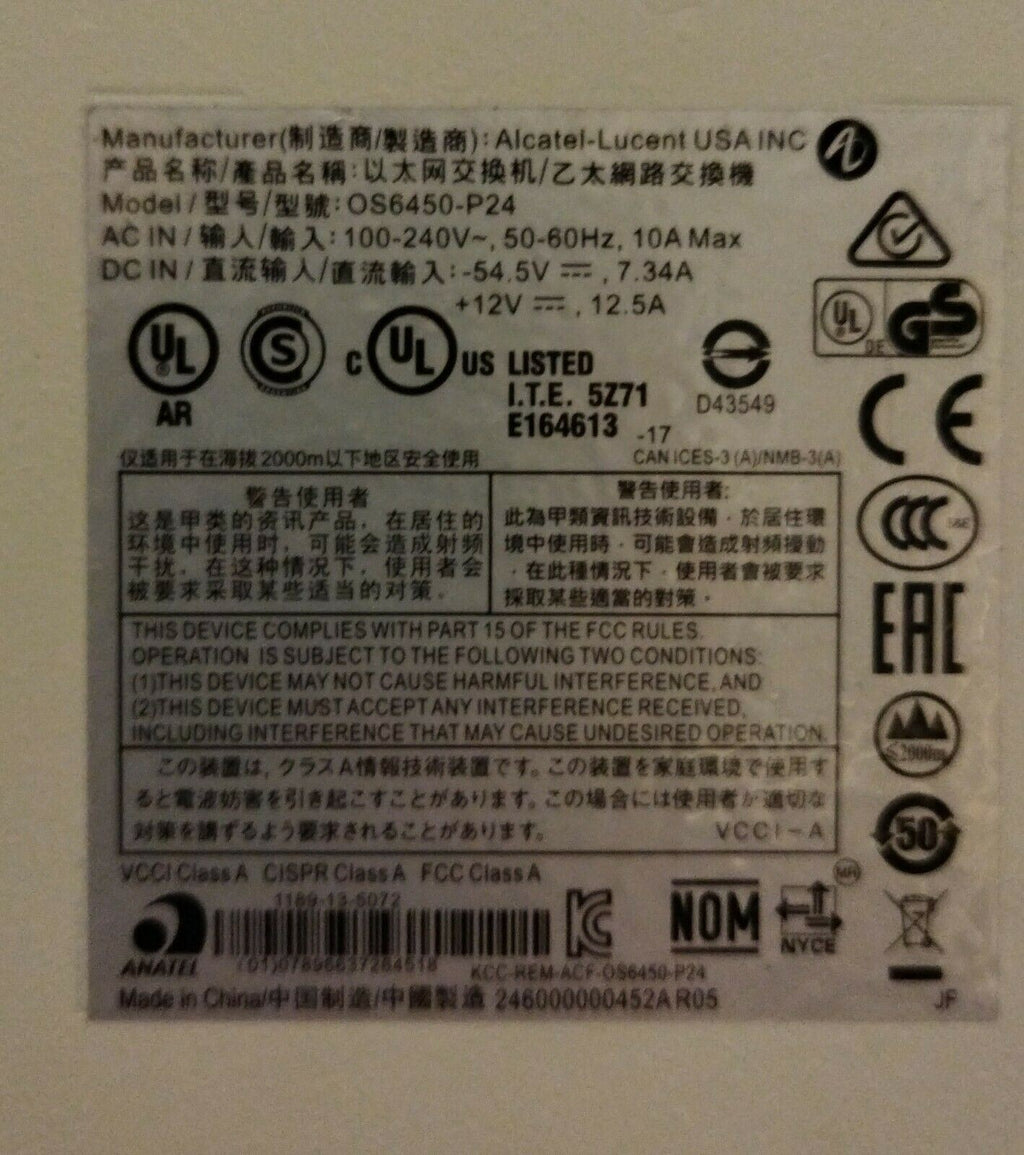 Manufacturer(制造商/製造商): Alcatel-Lucent USA INC
产品名称/產品名稱: 以太网交换机/乙太網路交換機
Model / 型号/型號: OS6450-P24
AC IN / 输人/輸入: 100-240V~, 50-60Hz, 10A Max
DC IN / 直流输人/直流輸入: -54.5V ⎓, 7.34A
+12V ⎓, 12.5A
UL
AR
S
C UL US LISTED
I.T.E. 5Z71
E164613
-17
D43549
UL
DE
GS
CE
CAN ICES-3 (A)/NMB-3(A)
仅适用于在海拔2000m以下地区安全使用
警告使用者
这是甲类的资讯产品, 在居住的
环境中使用时, 可能会造成射频
干扰, 在这种情况下, 使用者会
被要求采取某些适当的对策.
警告使用者:
此為甲類資訊技術設備·於居住環
境中使用時·可能會造成射頻擾動
·在此種情況下·使用者會被要求
採取某些適當的對策·
CCC
EAC
≤2000m
50
THIS DEVICE COMPLIES WITH PART 15 OF THE FCC RULES.
OPERATION IS SUBJECT TO THE FOLLOWING TWO CONDITIONS:
(1)THIS DEVICE MAY NOT CAUSE HARMFUL INTERFERENCE, AND
(2)THIS DEVICE MUST ACCEPT ANY INTERFERENCE RECEIVED,
INCLUDING INTERFERENCE THAT MAY CAUSE UNDESIRED OPERATION.
この装置は, クラスA情報技術装置です。この装置を家庭環境で使用す
ると電波妨害を引き起こすことがあります。この場合には使用者が適切な
対策を講ずるよう要求されることがあります。 VCCI-A
VCCI Class A CISPR Class A FCC Class A
1189-13-5072
(01)07896637264518
ANATEL
KC
KCC-REM-ACF-OS6450-P24
NOM
NYCE
MR
Made in China/中国制造/中國製造 246000000452A R05
JF